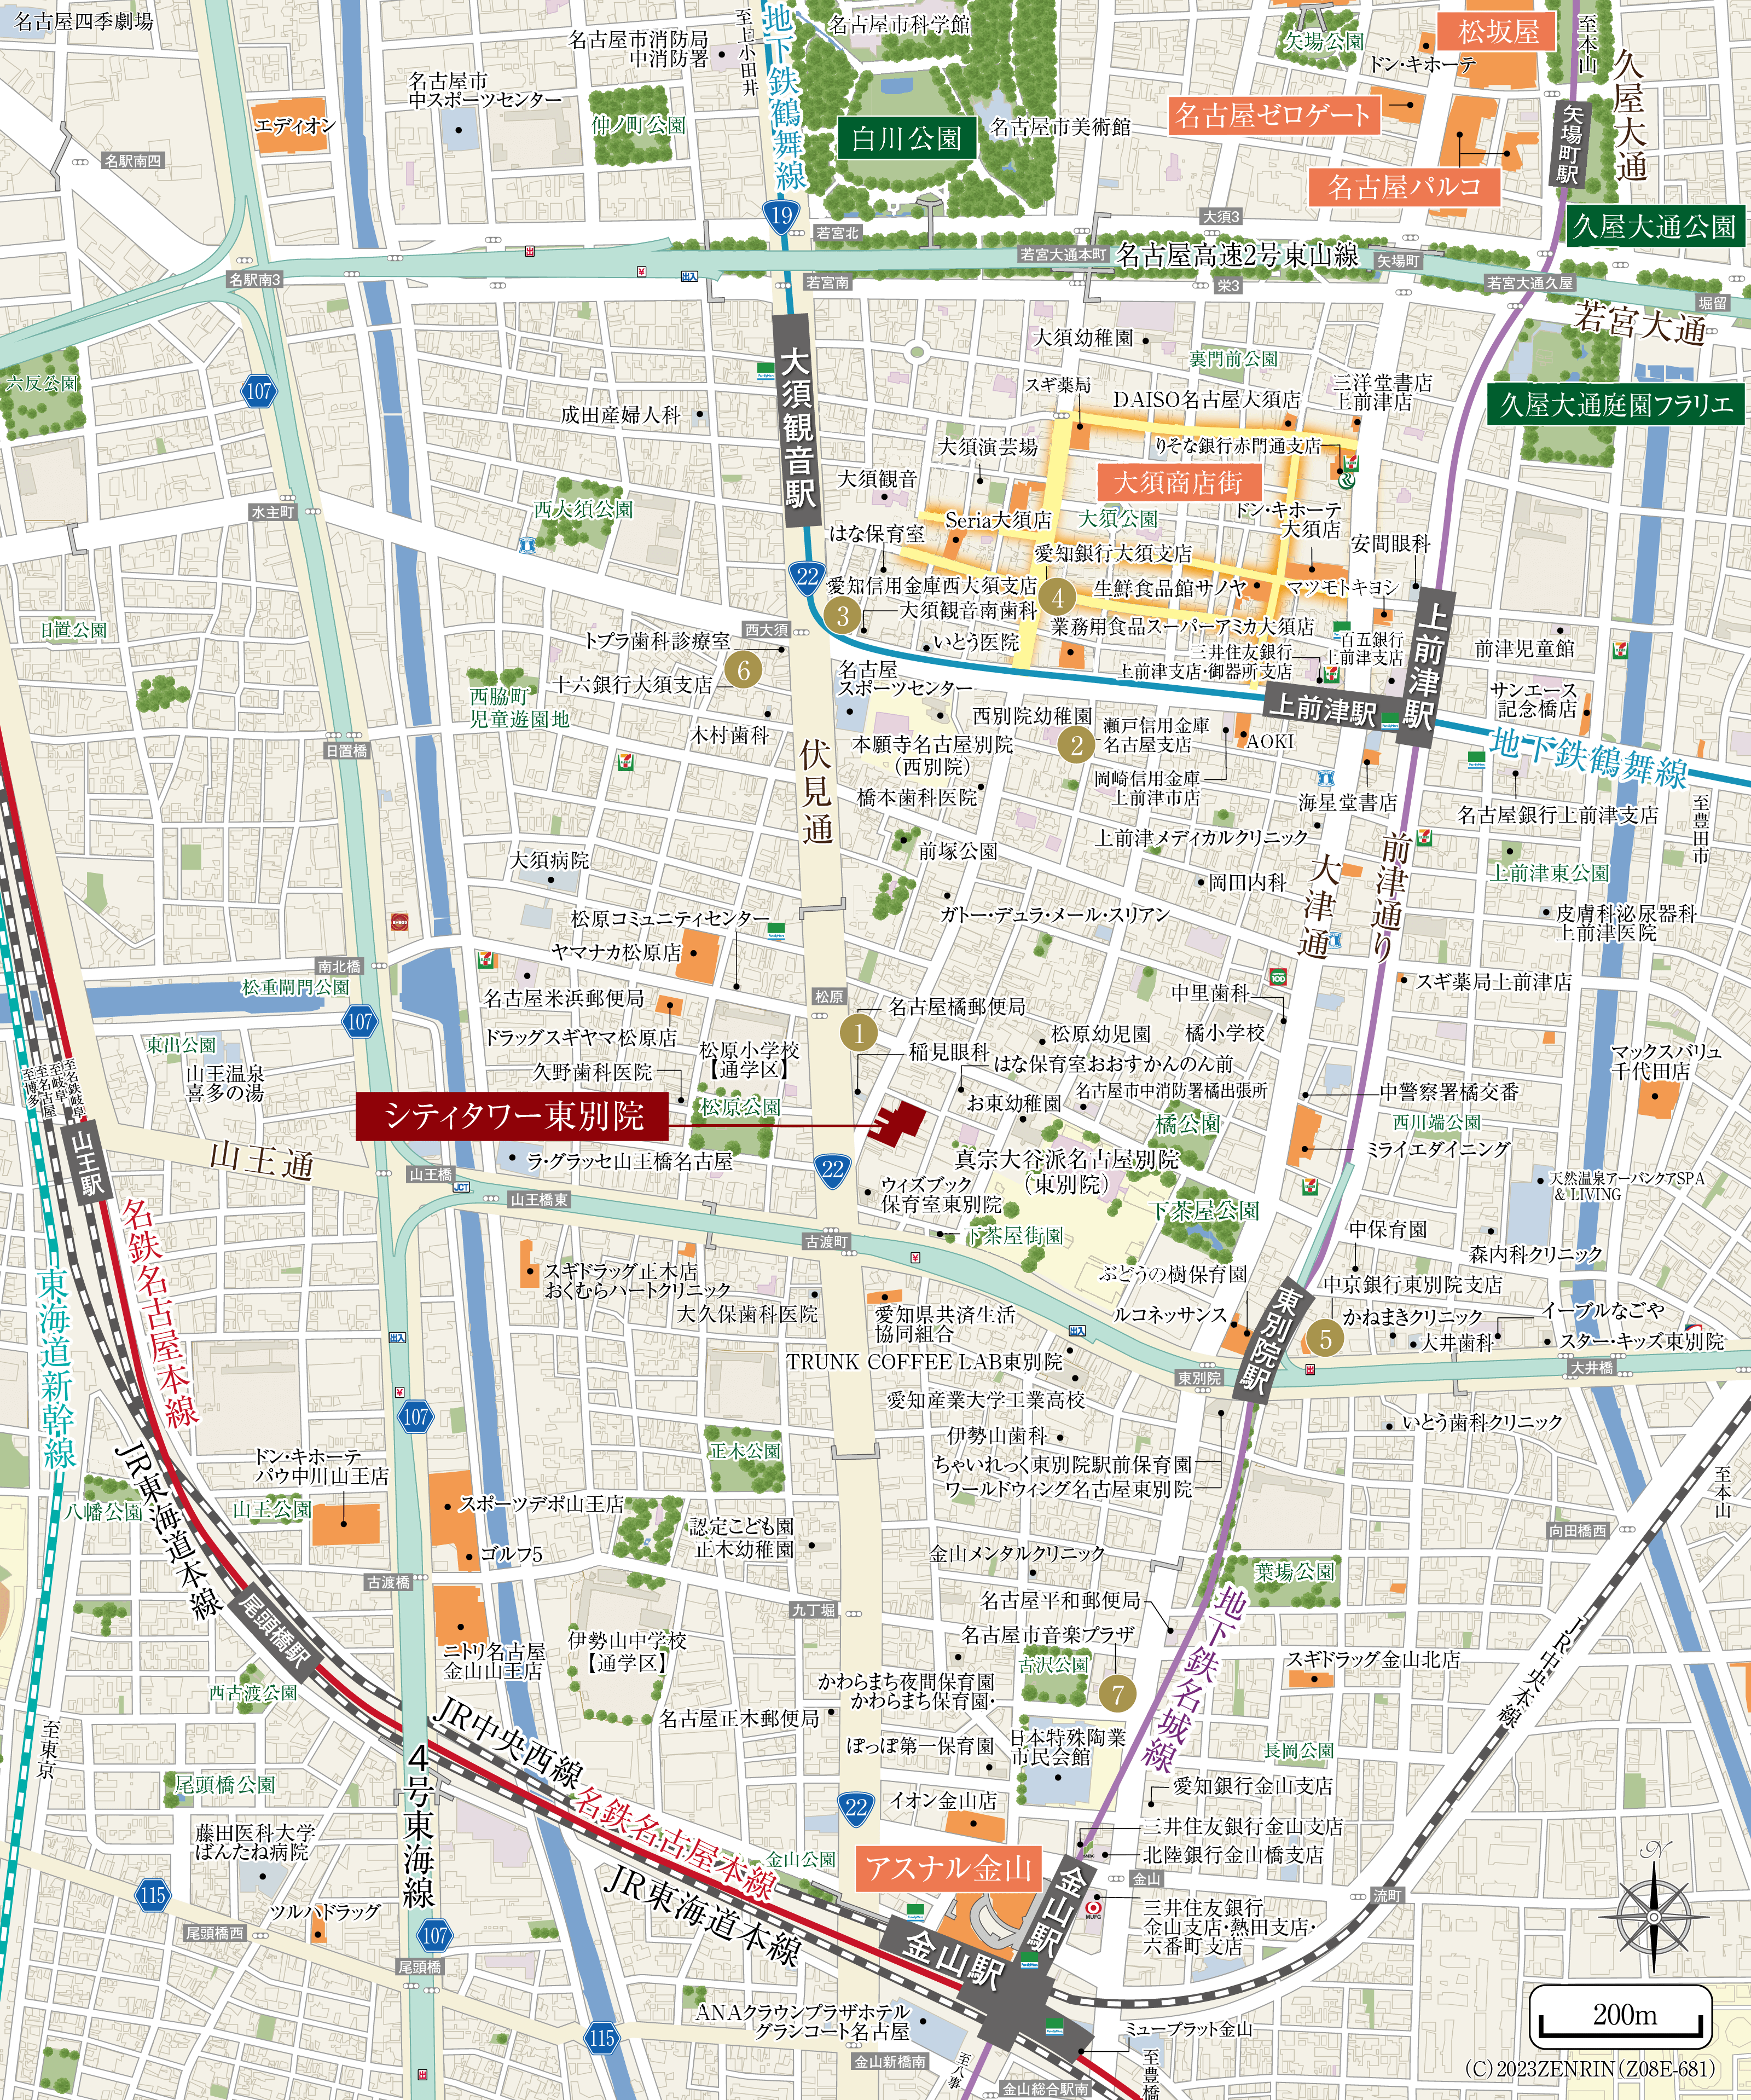 名古屋四季劇場
名古屋市消防局
中消防署
至上小田井
地下鉄鶴舞線
名古屋市科学館
矢場公園
松坂屋
ドン・キホーテ
至本山
久屋大通
名古屋市
中スポーツセンター
エディオン
仲ノ町公園
白川公園
名古屋市美術館
名古屋ゼロゲート
名古屋パルコ
矢場町駅
名駅南四
19
若宮北
大須3
久屋大通公園
若宮大通本町
名古屋高速2号東山線
矢場町
名駅南3
出
¥
出入
若宮南
栄3
若宮大通久屋
堀留
若宮大通
大須幼稚園
裏門前公園
六反公園
107
大須観音駅
スギ薬局
DAISO名古屋大須店
三洋堂書店
上前津店
久屋大通庭園フラリエ
成田産婦人科
大須演芸場
りそな銀行赤門通支店
大須観音
大須商店街
水主町
西大須公園
はな保育室
Seria大須店
大須公園
ドン・キホーテ
大須店
安間眼科
愛知銀行大須支店
22
愛知信用金庫西大須支店
4
生鮮食品館サノヤ
マツモトキヨシ
3
大須観音南歯科
上前津駅
日置公園
西大須
トプラ歯科診療室
いとう医院
業務用食品スーパーアミカ大須店
百五銀行
上前津支店
三井住友銀行
上前津支店・御器所支店
前津児童館
6
十六銀行大須支店
名古屋
スポーツセンター
西脇町
児童遊園地
上前津駅
サンエース
記念橋店
西別院幼稚園
瀬戸信用金庫
名古屋支店
2
AOKI
日置橋
木村歯科
伏見通
本願寺名古屋別院
(西別院)
地下鉄鶴舞線
岡崎信用金庫
上前津市店
橋本歯科医院
海星堂書店
名古屋銀行上前津支店
至豊田市
上前津メディカルクリニック
前塚公園
大須病院
前津通り
大津通
岡田内科
上前津東公園
松原コミュニティセンター
ガトー・デュラ・メール・スリアン
皮膚科泌尿器科
上前津医院
ヤマナカ松原店
南北橋
松重閘門公園
名古屋米浜郵便局
松原
名古屋橘郵便局
中里歯科
スギ薬局上前津店
107
ドラッグスギヤマ松原店
1
松原幼児園
橘小学校
東出公園
松原小学校
【通学区】
稲見眼科
はな保育室おおすかんのん前
マックスバリュ
千代田店
至名鉄岐阜
至岐阜
至名古屋
至博多
山王温泉
喜多の湯
久野歯科医院
名古屋市中消防署橘出張所
中警察署橘交番
シティタワー東別院
松原公園
お東幼稚園
橘公園
西川端公園
山王駅
山王通
ミライエダイニング
山王橋
ラ・グラッセ山王橋名古屋
22
真宗大谷派名古屋別院
(東別院)
天然温泉アーバンクアSPA
& LIVING
JCT
山王橋東
ウィズブック
保育室東別院
下茶屋公園
名鉄名古屋本線
古渡町
下茶屋街園
中保育園
森内科クリニック
¥
東海道新幹線
スギドラッグ正木店
おくむらハートクリニック
ぶどうの樹保育園
中京銀行東別院支店
大久保歯科医院
愛知県共済生活
協同組合
ルコネッサンス
東別院駅
かねまきクリニック
イーブルなごや
5
大井歯科
スター・キッズ東別院
出入
出入
TRUNK COFFEE LAB東別院
東別院
出
大井橋
愛知産業大学工業高校
¥
107
いとう歯科クリニック
JR東海道本線
ドン・キホーテ
パウ中川山王店
正木公園
伊勢山歯科
ちゃいれっく東別院駅前保育園
ワールドウィング名古屋東別院
至本山
八幡公園
山王公園
スポーツデポ山王店
認定こども園
正木幼稚園
向田橋西
ゴルフ5
金山メンタルクリニック
葉場公園
古渡橋
尾頭橋駅
九丁堀
名古屋平和郵便局
地下鉄名城線
JR中央本線
名古屋市音楽プラザ
ニトリ名古屋
金山山王店
伊勢山中学校
【通学区】
古沢公園
スギドラッグ金山北店
西古渡公園
かわらまち夜間保育園
かわらまち保育園・
7
至東京
JR中央西線
名古屋正木郵便局
ぽっぽ第一保育園
日本特殊陶業
市民会館
長岡公園
尾頭橋公園
4号東海線
名鉄名古屋本線
22
イオン金山店
愛知銀行金山支店
藤田医科大学
ばんたね病院
三井住友銀行金山支店
金山公園
アスナル金山
北陸銀行金山橋支店
JR東海道本線
金山駅
金山
115
流町
ツルハドラッグ
MUFG
三井住友銀行
金山支店・熱田支店・
六番町支店
N
尾頭橋西
107
金山駅
尾頭橋
ANAクラウンプラザホテル
グランコート名古屋
ミュープラット金山
200m
115
金山新橋南
至八事
金山総合駅南
至豊橋
出
(C)2023ZENRIN(Z08E-681)